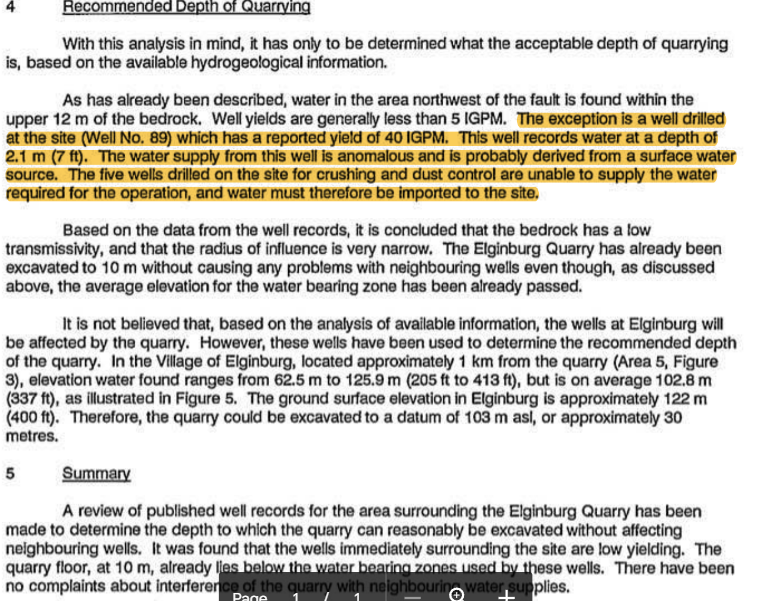 4 Recommended Depth of Quarrying
With this analysis in mind, it has only to be determined what the acceptable depth of quarrying
is, based on the available hydrogeological information.
As has already been described, water in the area northwest of the fault is found within the
upper 12 m of the bedrock. Well yields are generally less than 5 IGPM. The exception is a well drilled
at the site (Well No. 89) which has a reported yield of 40 IGPM. This well records water at a depth of
2.1 m (7 ft). The water supply from this well is anomalous and is probably derived from a surface water
source. The five wells drilled on the site for crushing and dust control are unable to supply the water
required for the operation, and water must therefore be imported to the site.
Based on the data from the well records, it is concluded that the bedrock has a low
transmissivity, and that the radius of influence is very narrow. The Elginburg Quarry has already been
excavated to 10 m without causing any problems with neighbouring wells even though, as discussed
above, the average elevation for the water bearing zone has been already passed.
It is not believed that, based on the analysis of available information, the wells at Elginburg will
be affected by the quarry. However, these wells have been used to determine the recommended depth
of the quarry. In the Village of Elginburg, located approximately 1 km from the quarry (Area 5, Figure
3), elevation water found ranges from 62.5 m to 125.9 m (205 ft to 413 ft), but is on average 102.8 m
(337 ft), as illustrated in Figure 5. The ground surface elevation in Elginburg is approximately 122 m
(400 ft). Therefore, the quarry could be excavated to a datum of 103 m asl, or approximately 30
metres.
5 Summary
A review of published well records for the area surrounding the Elginburg Quarry has been
made to determine the depth to which the quarry can reasonably be excavated without affecting
neighbouring wells. It was found that the wells immediately surrounding the site are low yielding. The
quarry floor, at 10 m, already lies below the water bearing zones used by these wells. There have been
no complaints about interference of the quarry with neighbouring water supplies.
Page 1 / 1